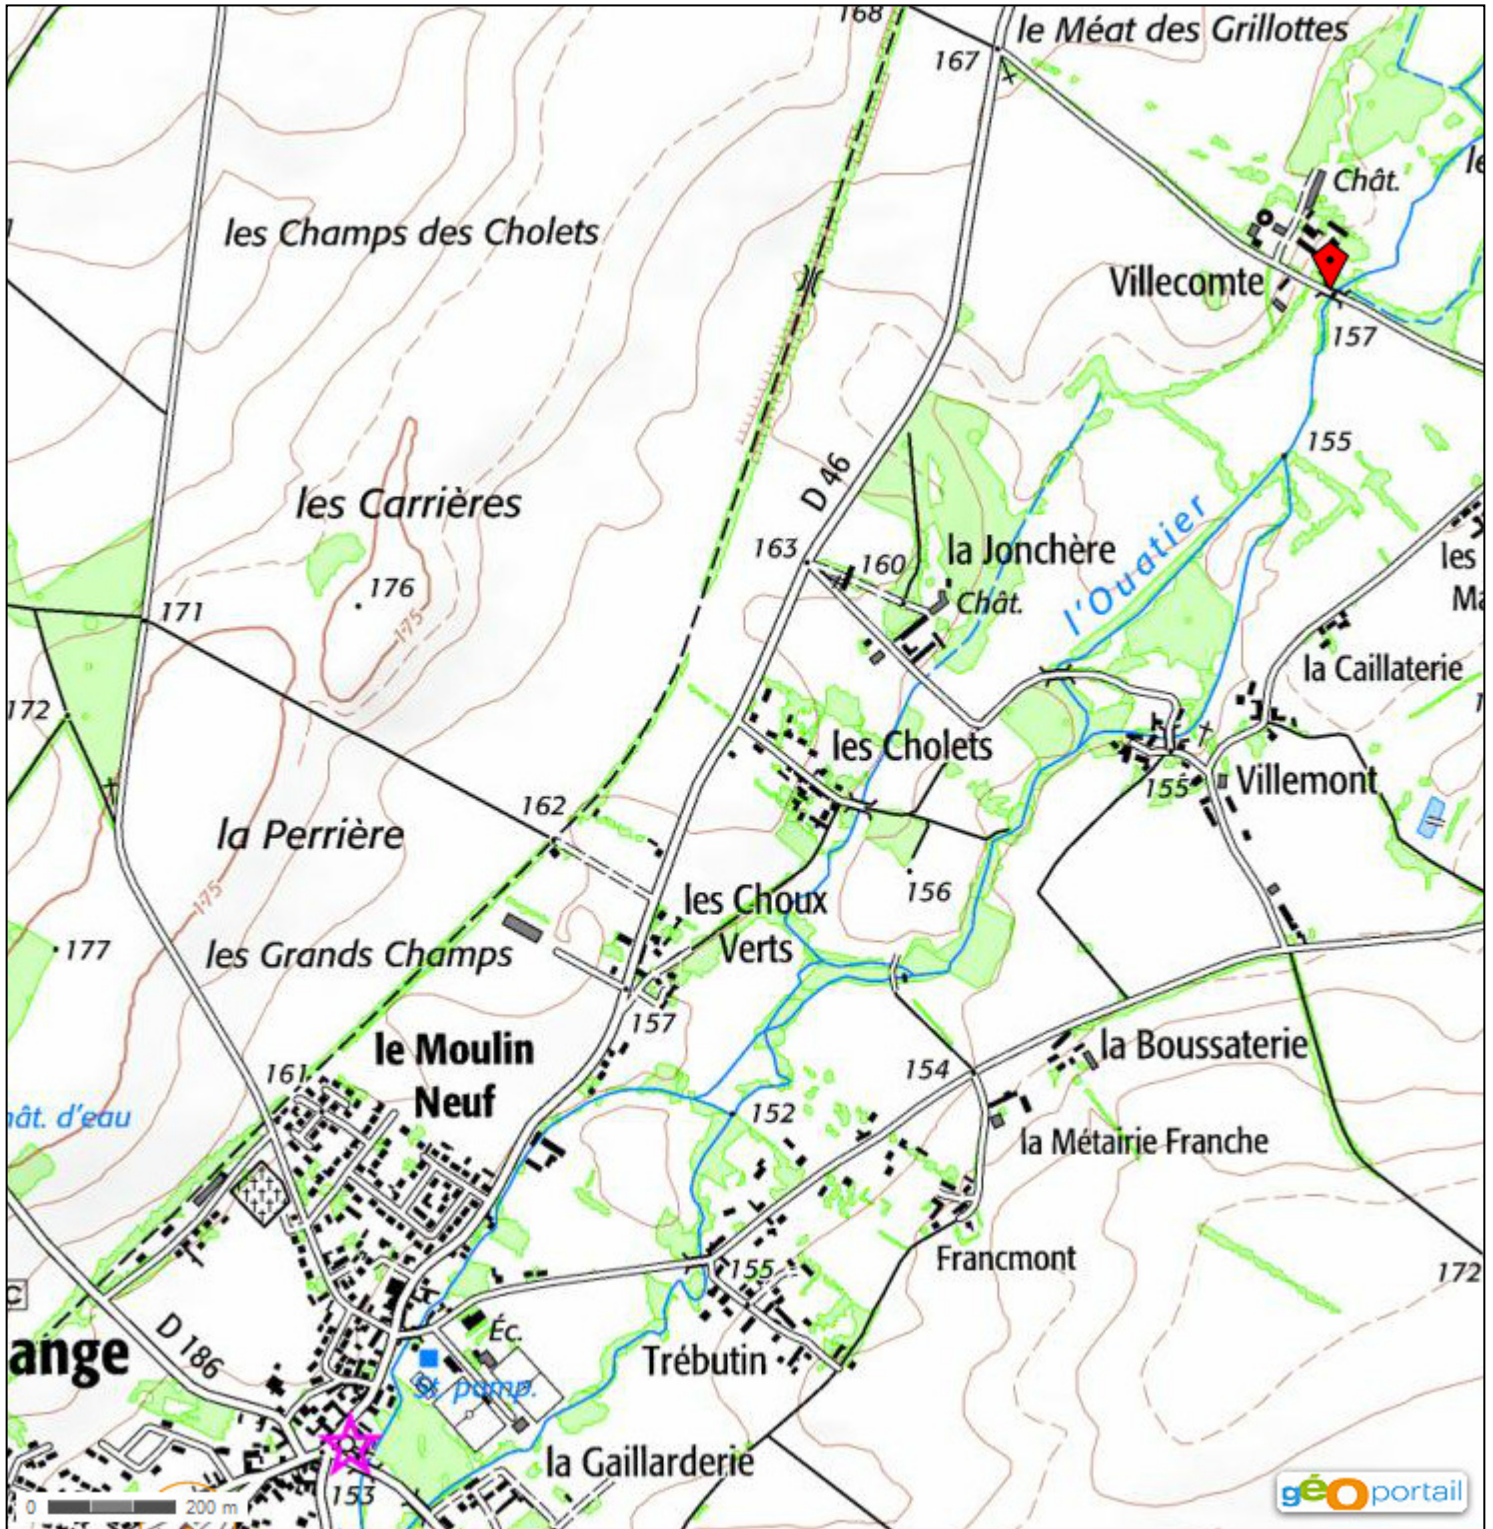 168
le Méat des Grillottes
167
le
Chât.
les Champs des Cholets
Villecomte
157
155
D 46
les Carrières
163
160
la Jonchère
l'Ouatier
les
Ma
176
Chât.
171
175
la Caillaterie
172
les Cholets
155
Villemont
162
la Perrière
175
156
les Choux
Verts
177
les Grands Champs
157
le Moulin
Neuf
la Boussaterie
161
154
hât. d'eau
152
la Métairie Franche
Francmont
155
172
C
D 186
Éc.
ange
Trébutin
St. pomp.
la Gaillarderie
153
0 200 m
géoportail